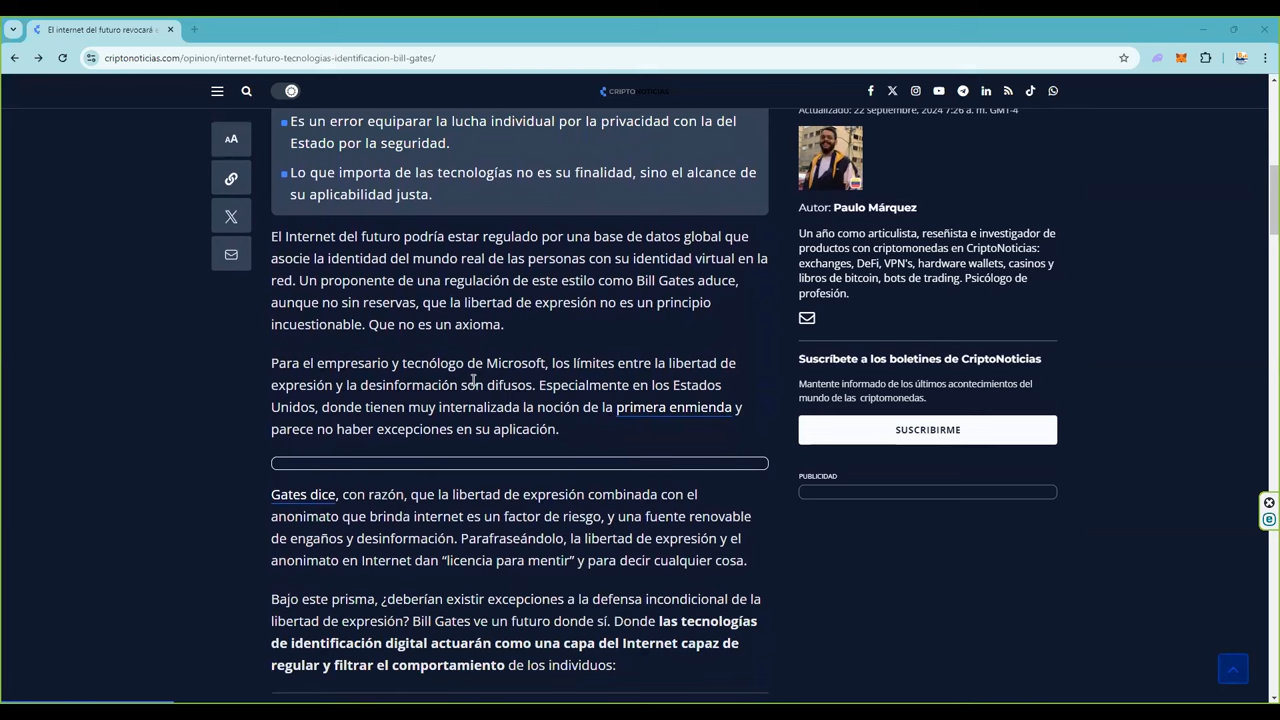 El internet del futuro revocará e
criptonoticias.com/opinion/internet-futuro-tecnologias-identificacion-bill-gates/
CRIPTONOTICIAS
AA
Es un error equiparar la lucha individual por la privacidad con la del
Estado por la seguridad.
Lo que importa de las tecnologías no es su finalidad, sino el alcance de
su aplicabilidad justa.
El Internet del futuro podría estar regulado por una base de datos global que
asocie la identidad del mundo real de las personas con su identidad virtual en la
red. Un proponente de una regulación de este estilo como Bill Gates aduce,
aunque no sin reservas, que la libertad de expresión no es un principio
incuestionable. Que no es un axioma.
Para el empresario y tecnólogo de Microsoft, los límites entre la libertad de
expresión y la desinformación son difusos. Especialmente en los Estados
Unidos, donde tienen muy internalizada la noción de la primera enmienda y
parece no haber excepciones en su aplicación.
Gates dice, con razón, que la libertad de expresión combinada con el
anonimato que brinda internet es un factor de riesgo, y una fuente renovable
de engaños y desinformación. Parafraseándolo, la libertad de expresión y el
anonimato en Internet dan “licencia para mentir” y para decir cualquier cosa.
Bajo este prisma, ¿deberían existir excepciones a la defensa incondicional de la
libertad de expresión? Bill Gates ve un futuro donde sí. Donde las tecnologías
de identificación digital actuarán como una capa del Internet capaz de
regular y filtrar el comportamiento de los individuos:
Actualizado: 22 septiembre, 2024 7:26 a. m. GMT-4
Autor: Paulo Márquez
Un año como articulista, reseñista e investigador de
productos con criptomonedas en CriptoNoticias:
exchanges, DeFi, VPN's, hardware wallets, casinos y
libros de bitcoin, bots de trading. Psicólogo de
profesión.
Suscríbete a los boletines de CriptoNoticias
Mantente informado de los últimos acontecimientos del
mundo de las criptomonedas.
SUSCRIBIRME
PUBLICIDAD